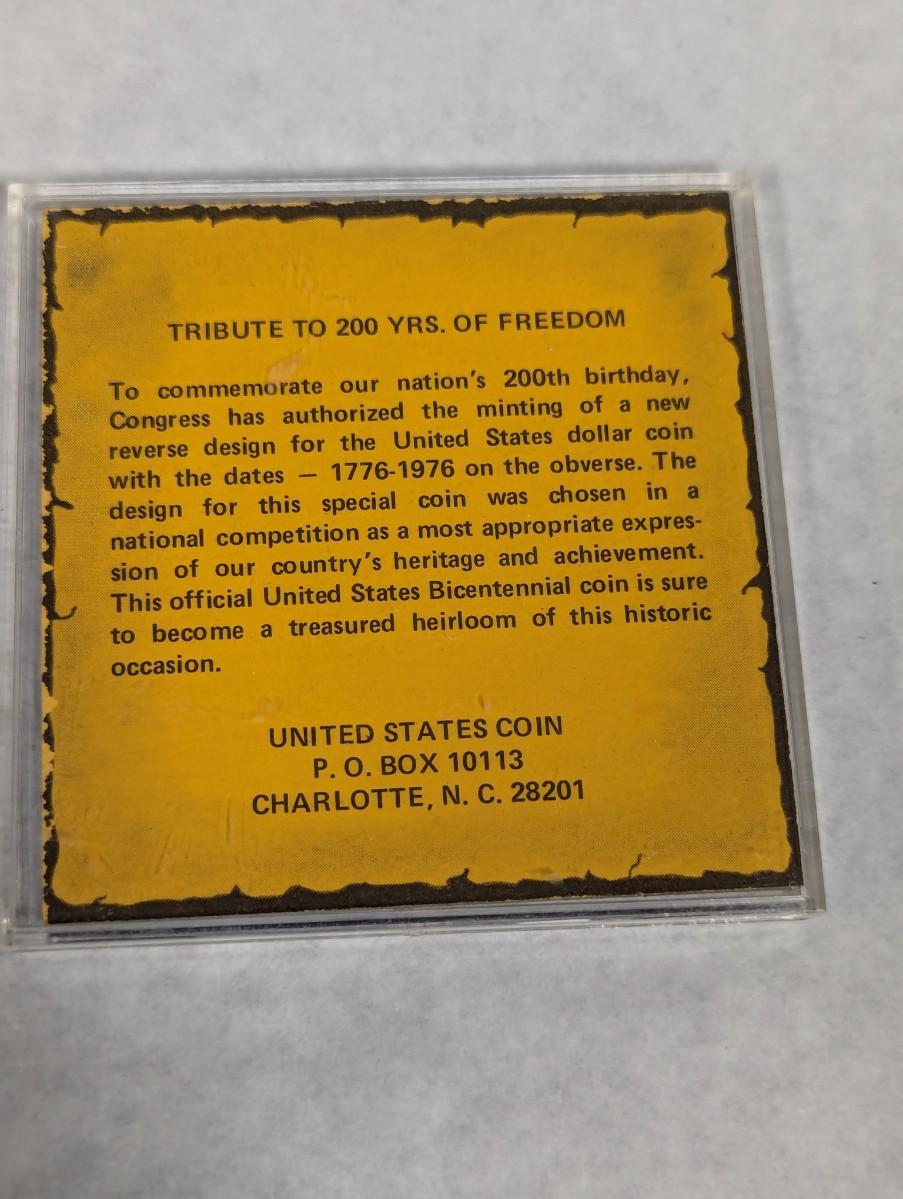 TRIBUTE TO 200 YRS. OF FREEDOM
To commemorate our nation's 200th birthday,
Congress has authorized the minting of a new
reverse design for the United States dollar coin
with the dates — 1776-1976 on the obverse. The
design for this special coin was chosen in a
national competition as a most appropriate expres-
sion of our country's heritage and achievement.
This official United States Bicentennial coin is sure
to become a treasured heirloom of this historic
occasion.
UNITED STATES COIN
P. O. BOX 10113
CHARLOTTE, N. C. 28201